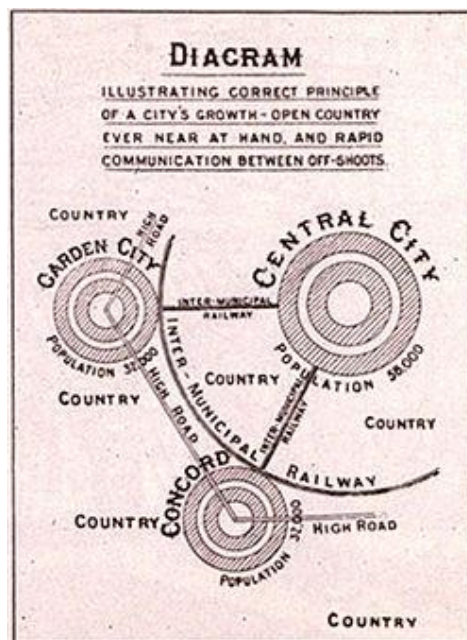 DIAGRAM
ILLUSTRATING CORRECT PRINCIPLE
OF A CITY'S GROWTH - OPEN COUNTRY
EVER NEAR AT HAND, AND RAPID
COMMUNICATION BETWEEN OFF-SHOOTS.
COUNTRY
HIGH ROAD
GARDEN CITY
POPULATION 32,000
CENTRAL CITY
POPULATION 58,000
INTER-MUNICIPAL
RAILWAY
INTER-MUNICIPAL RAILWAY
COUNTRY
COUNTRY
HIGH ROAD
INTER-MUNICIPAL
RAILWAY
COUNTRY
CONCORD
POPULATION 32,000
COUNTRY
HIGH ROAD
COUNTRY